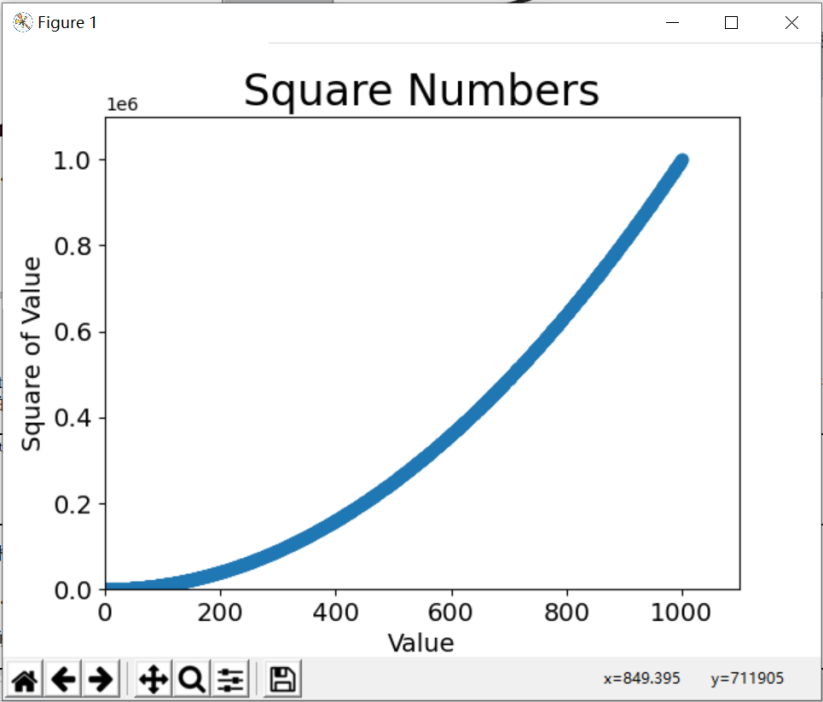 Figure 1
Square Numbers
1e6
1.0
0.8
0.6
0.4
0.2
0.0
Square of Value
0 200 400 600 800 1000
Value
x=849.395 y=711905